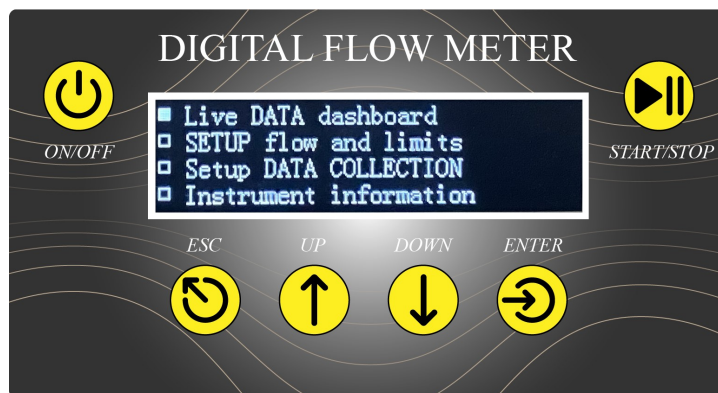 DIGITAL FLOW METER
ON/OFF
Live DATA dashboard
SETUP flow and limits
Setup DATA COLLECTION
Instrument information
START/STOP
ESC
UP
DOWN
ENTER